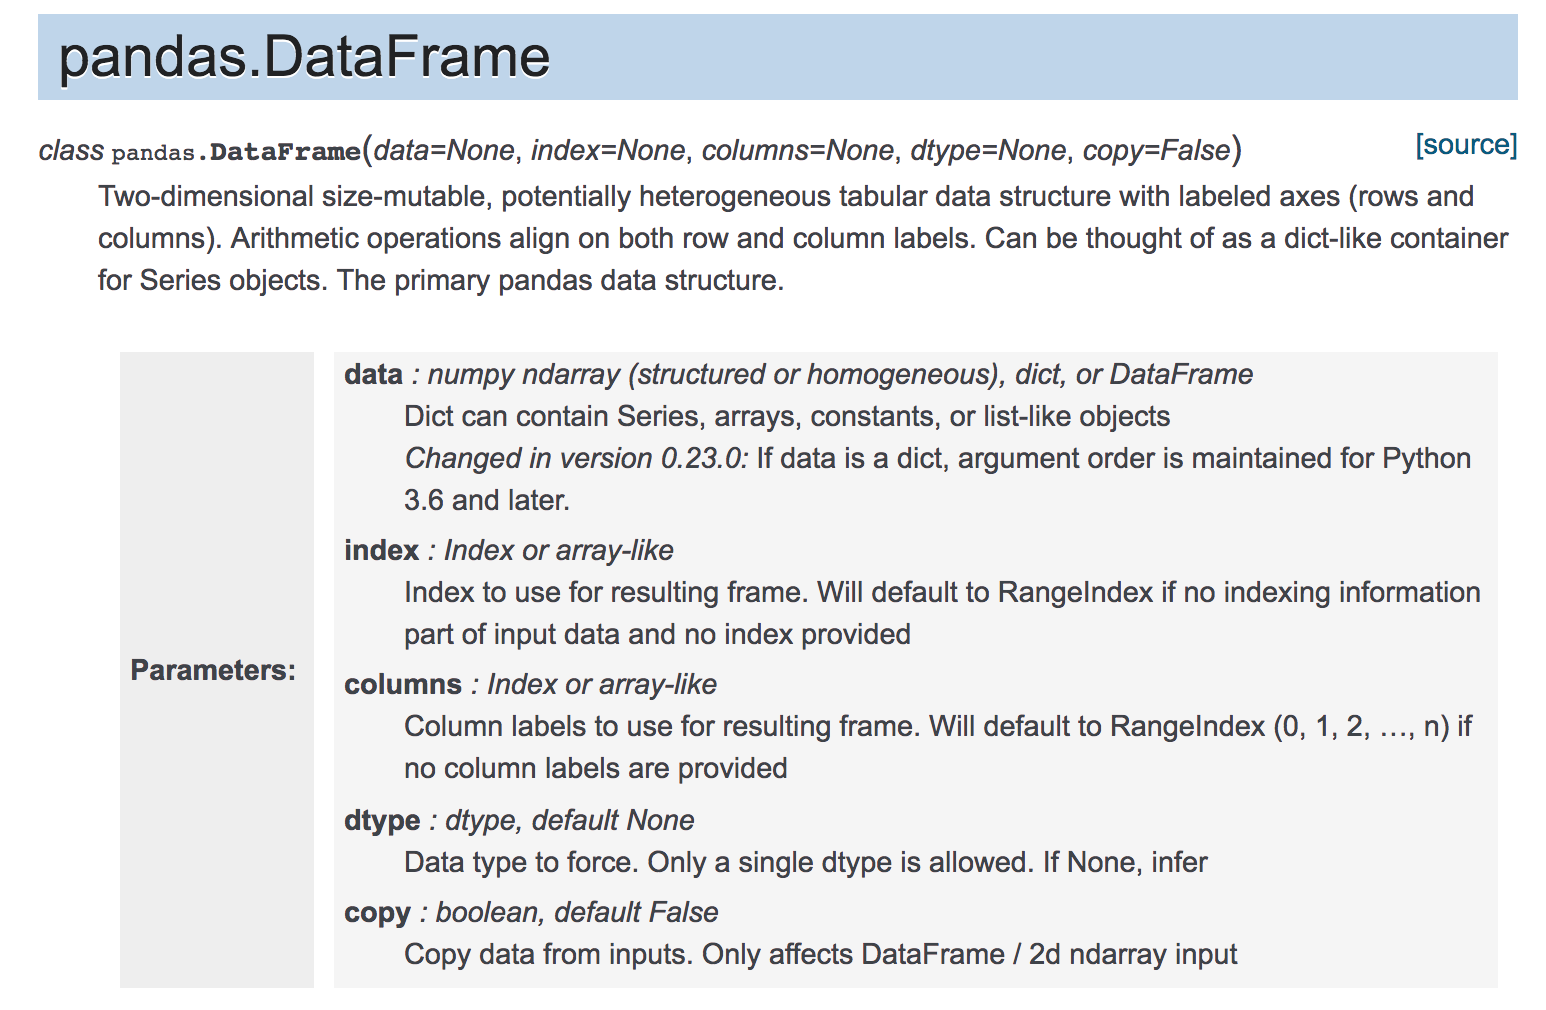 pandas.DataFrame
class pandas.DataFrame(data=None, index=None, columns=None, dtype=None, copy=False) [source]
Two-dimensional size-mutable, potentially heterogeneous tabular data structure with labeled axes (rows and
columns). Arithmetic operations align on both row and column labels. Can be thought of as a dict-like container
for Series objects. The primary pandas data structure.
Parameters:
data : numpy ndarray (structured or homogeneous), dict, or DataFrame
Dict can contain Series, arrays, constants, or list-like objects
Changed in version 0.23.0: If data is a dict, argument order is maintained for Python
3.6 and later.
index : Index or array-like
Index to use for resulting frame. Will default to RangeIndex if no indexing information
part of input data and no index provided
columns : Index or array-like
Column labels to use for resulting frame. Will default to RangeIndex (0, 1, 2, …, n) if
no column labels are provided
dtype : dtype, default None
Data type to force. Only a single dtype is allowed. If None, infer
copy : boolean, default False
Copy data from inputs. Only affects DataFrame / 2d ndarray input